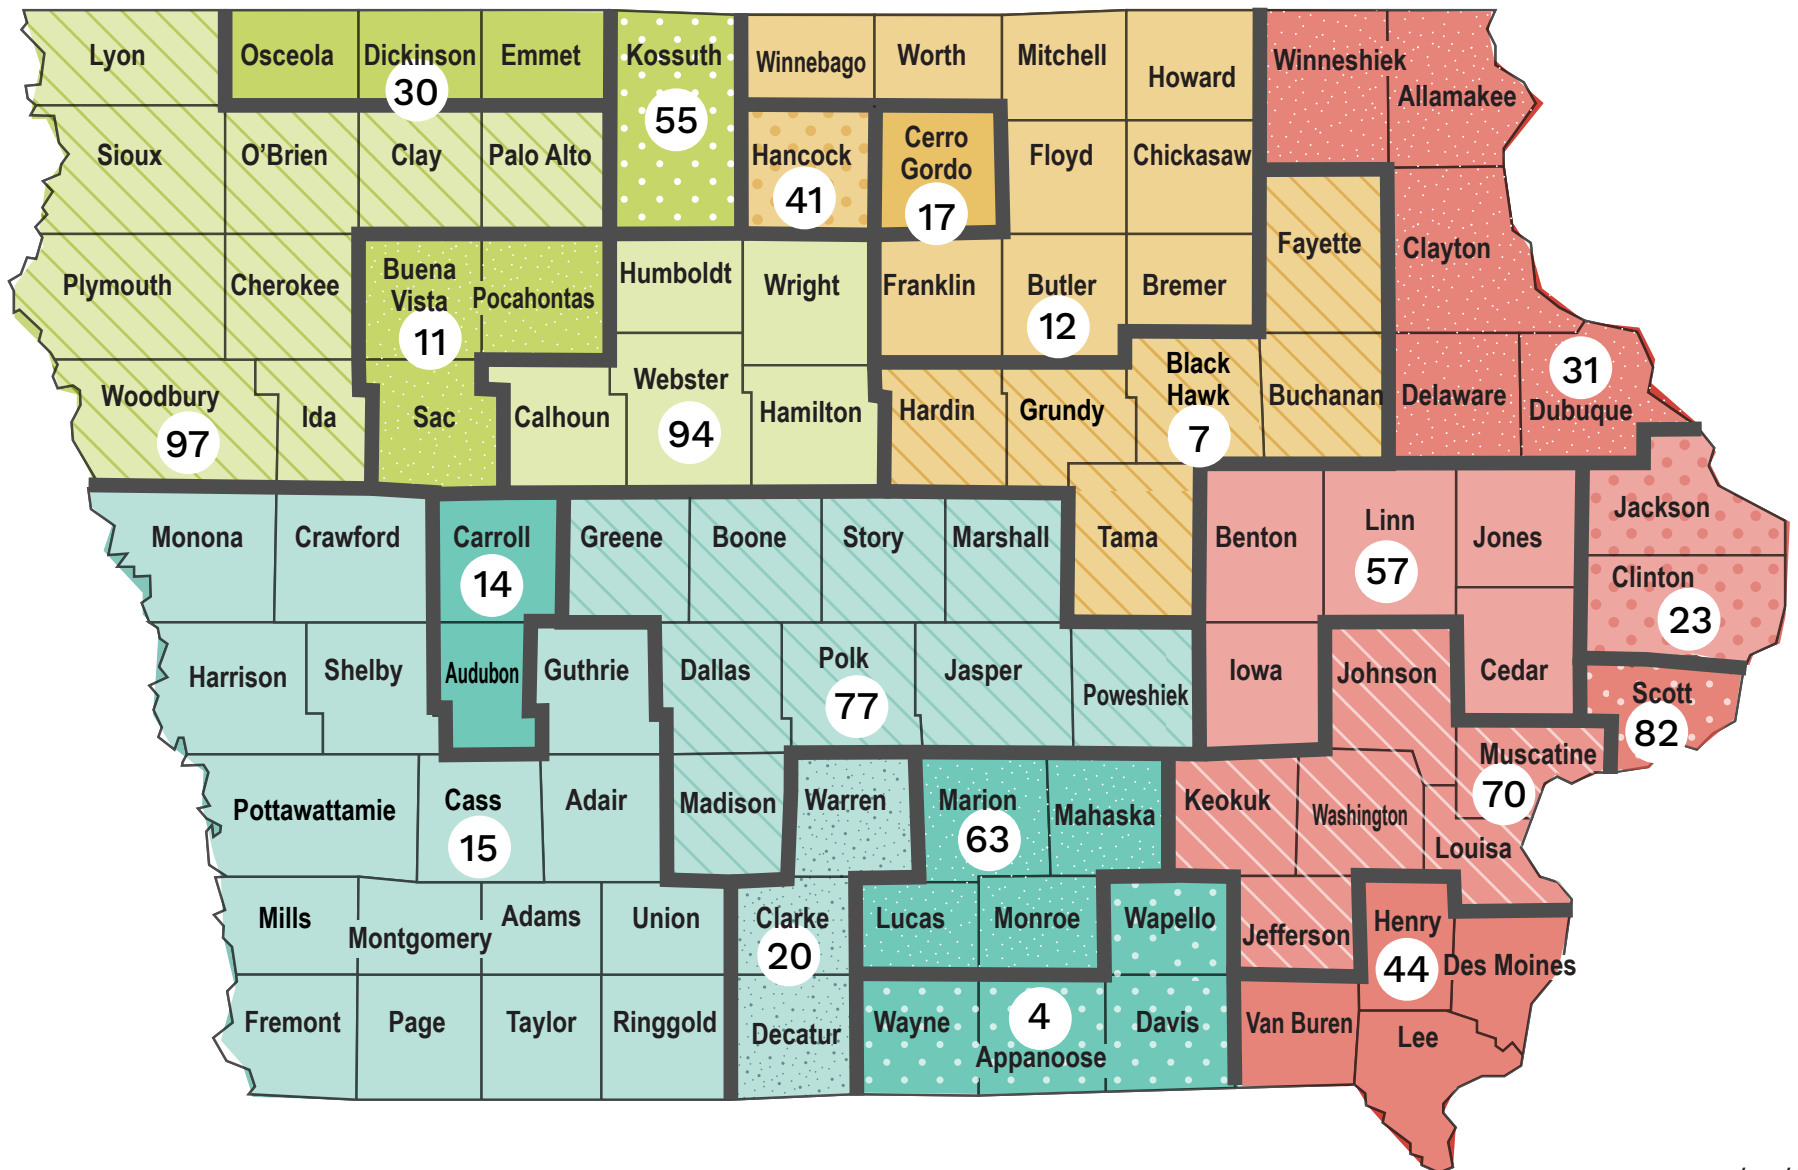 Lyon
Osceola
Dickinson
Emmet
30
Kossuth
55
Winnebago
Worth
Mitchell
Howard
Winneshiek
Allamakee
Sioux
O'Brien
Clay
Palo Alto
Hancock
41
Cerro
Gordo
17
Floyd
Chickasaw
Plymouth
Cherokee
Buena
Vista
11
Pocahontas
Humboldt
Wright
Franklin
Butler
12
Bremer
Fayette
Clayton
Woodbury
97
Ida
Sac
Calhoun
Webster
94
Hamilton
Hardin
Grundy
Black
Hawk
7
Buchanan
Delaware
31
Dubuque
Monona
Crawford
Carroll
14
Greene
Boone
Story
Marshall
Tama
Benton
Linn
57
Jones
Jackson
Clinton
23
Harrison
Shelby
Audubon
Guthrie
Dallas
Polk
77
Jasper
Poweshiek
Iowa
Johnson
Cedar
Scott
82
Pottawattamie
Cass
15
Adair
Madison
Warren
Marion
63
Mahaska
Keokuk
Washington
Muscatine
70
Louisa
Mills
Montgomery
Adams
Union
Clarke
20
Lucas
Monroe
Wapello
Jefferson
Henry
44
Des Moines
Fremont
Page
Taylor
Ringgold
Decatur
Wayne
4
Appanoose
Davis
Van Buren
Lee